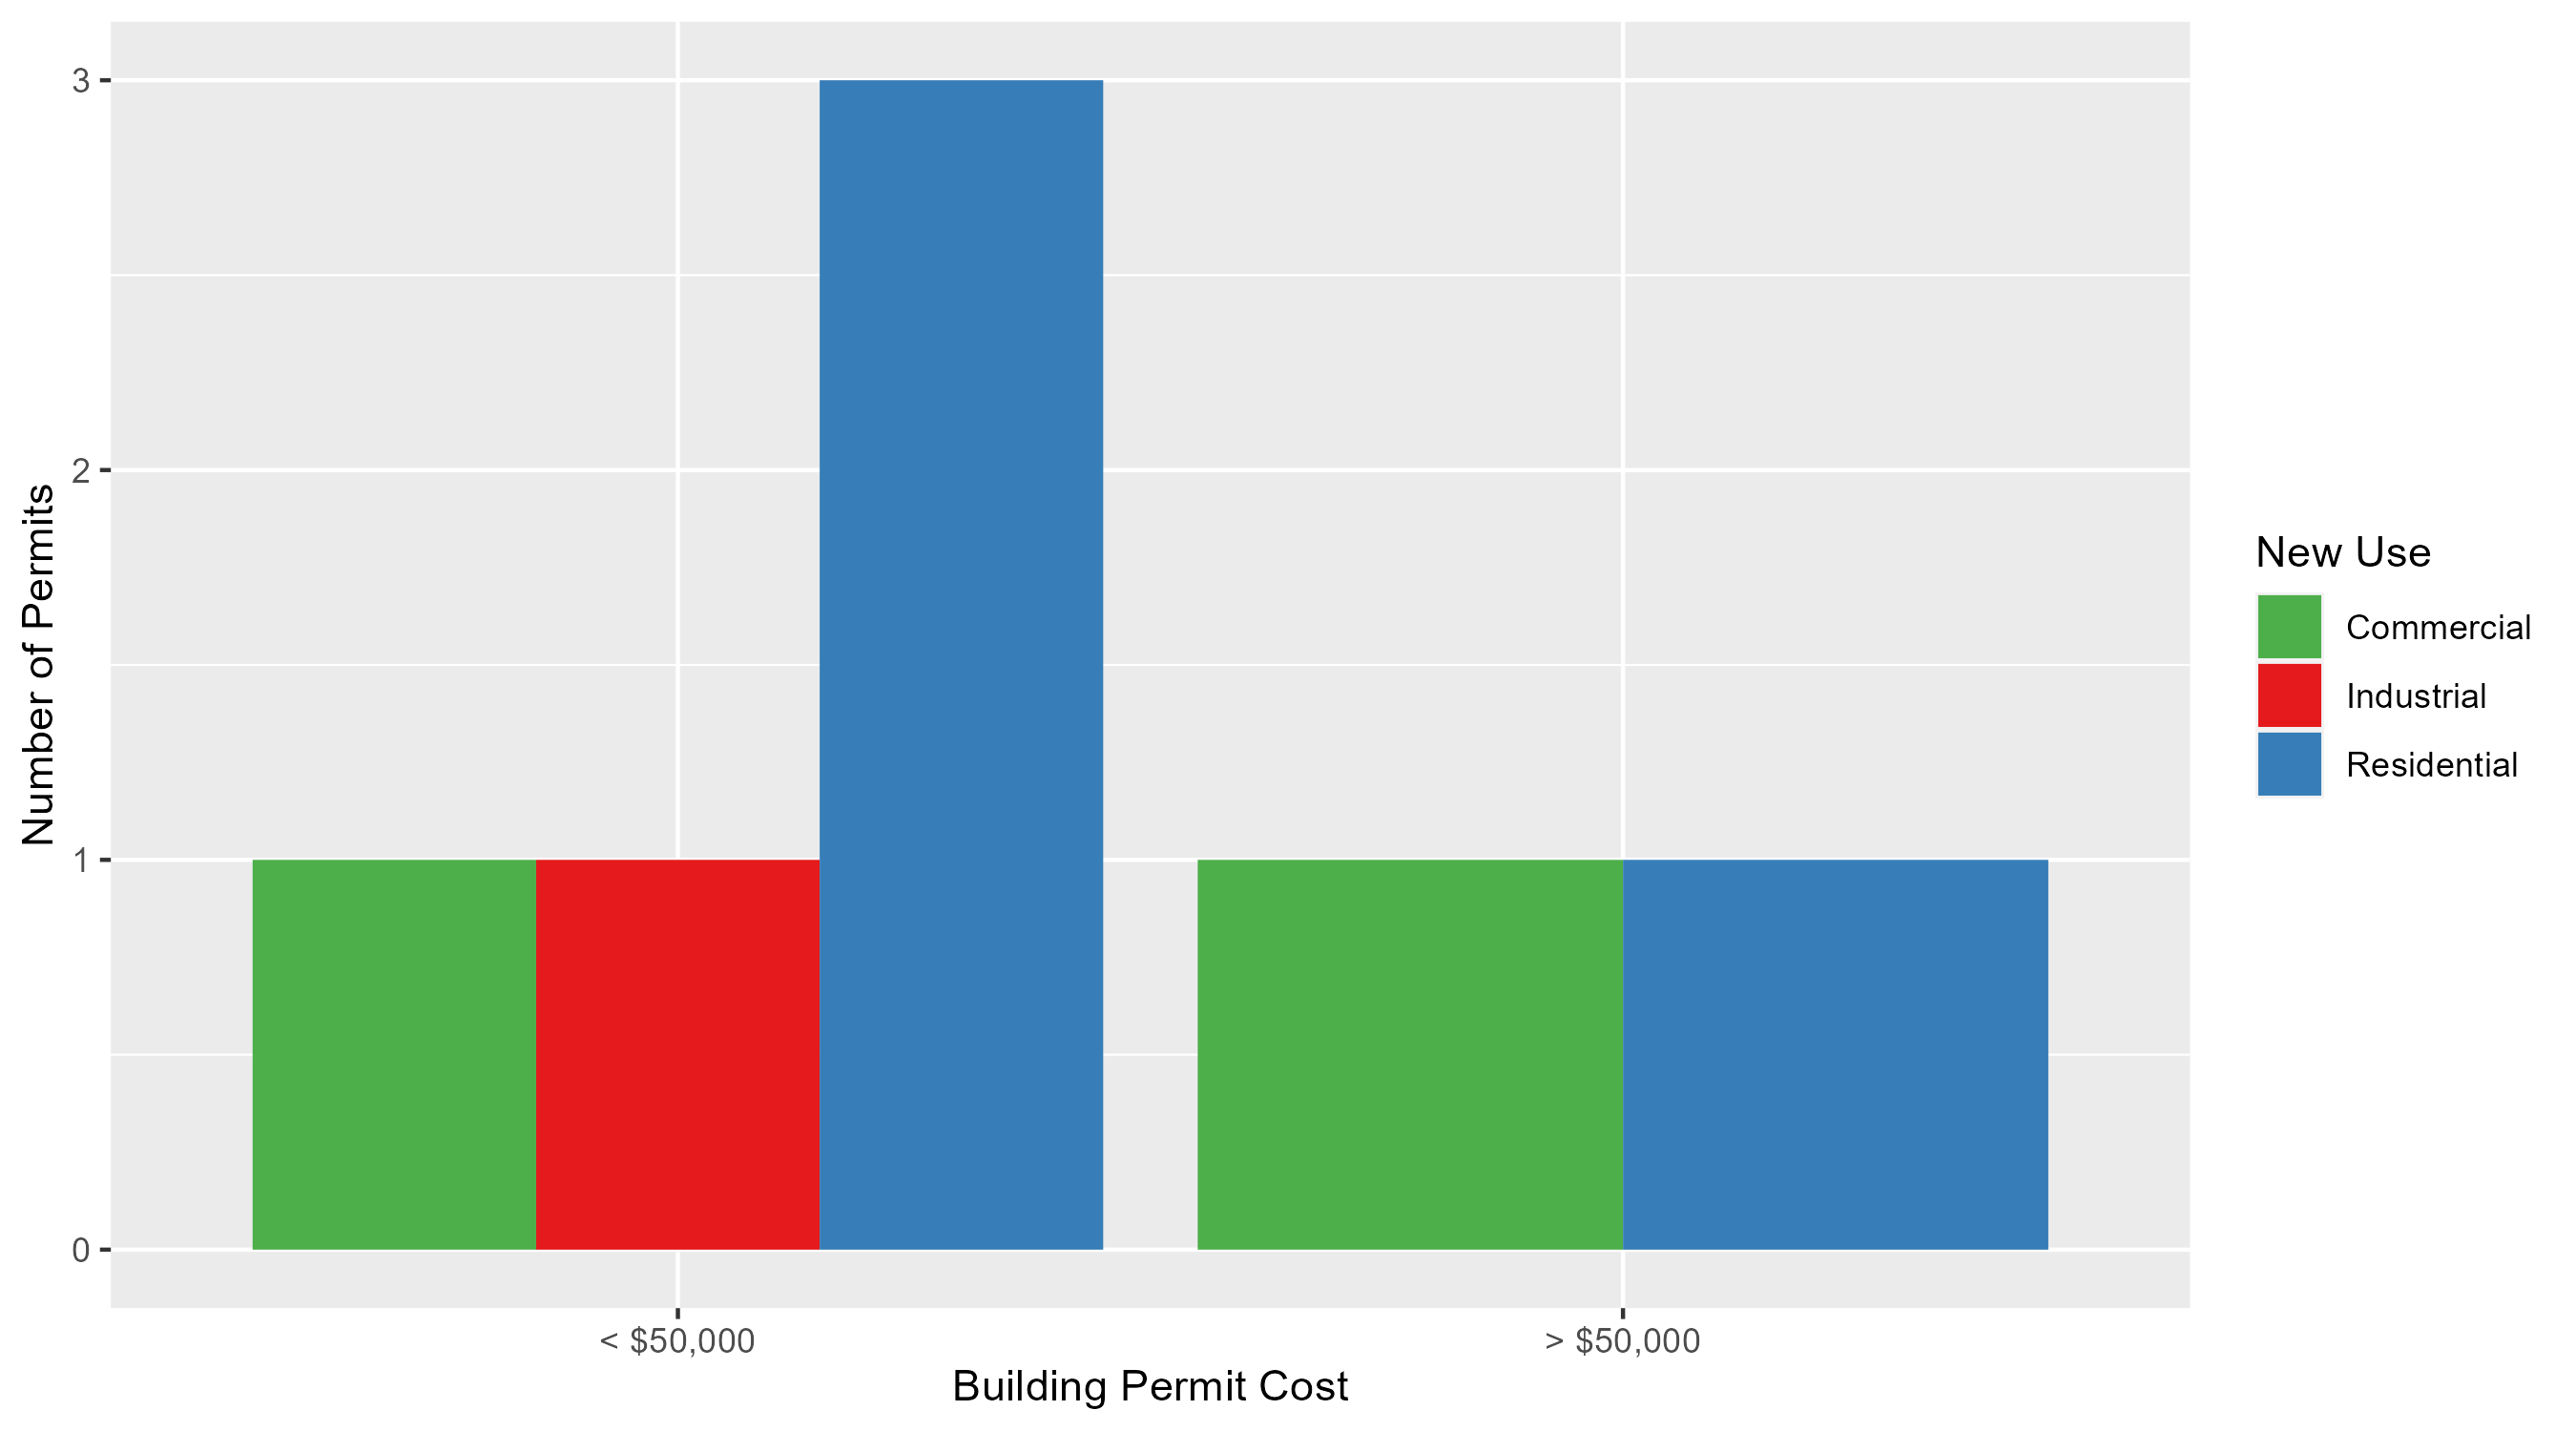 3
2
1
0
Number of Permits
< $50,000
> $50,000
Building Permit Cost
New Use
Commercial
Industrial
Residential